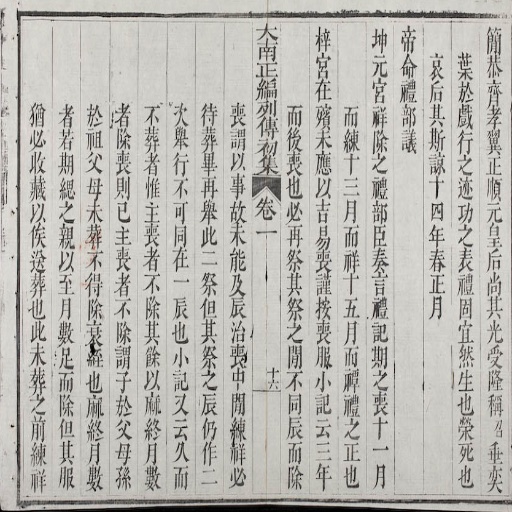 簡恭齊孝翼正順元皇后尚其光受隆稱昭垂奕
葉於戲行之迹功之表禮固宜然生也榮死也
哀后其斯諒十四年春正月
帝命禮部議
坤元宮祥除之禮部臣奏言禮記期之喪十一月
而練十三月而祥十五月而禫禮之正也
梓宮在殯未應以吉易喪謹按喪服小記云三年
而後喪也必再祭其祭之間不同辰而除
大南正編列傳初集 卷一 十六
喪謂以事故未能及辰治喪中間練祥必
待葬畢再舉此二祭但其祭之辰仍作二
次舉行不可同在一辰也小記又云久而
不葬者惟主喪者不除其餘以麻終月數
者除喪則已主喪者不除謂子於父母孫
於祖父母未葬不得除衰絰也麻終月數
者若期緦之親以至月數足而除但其服
猶必收藏以俟送葬也此未葬之前練祥